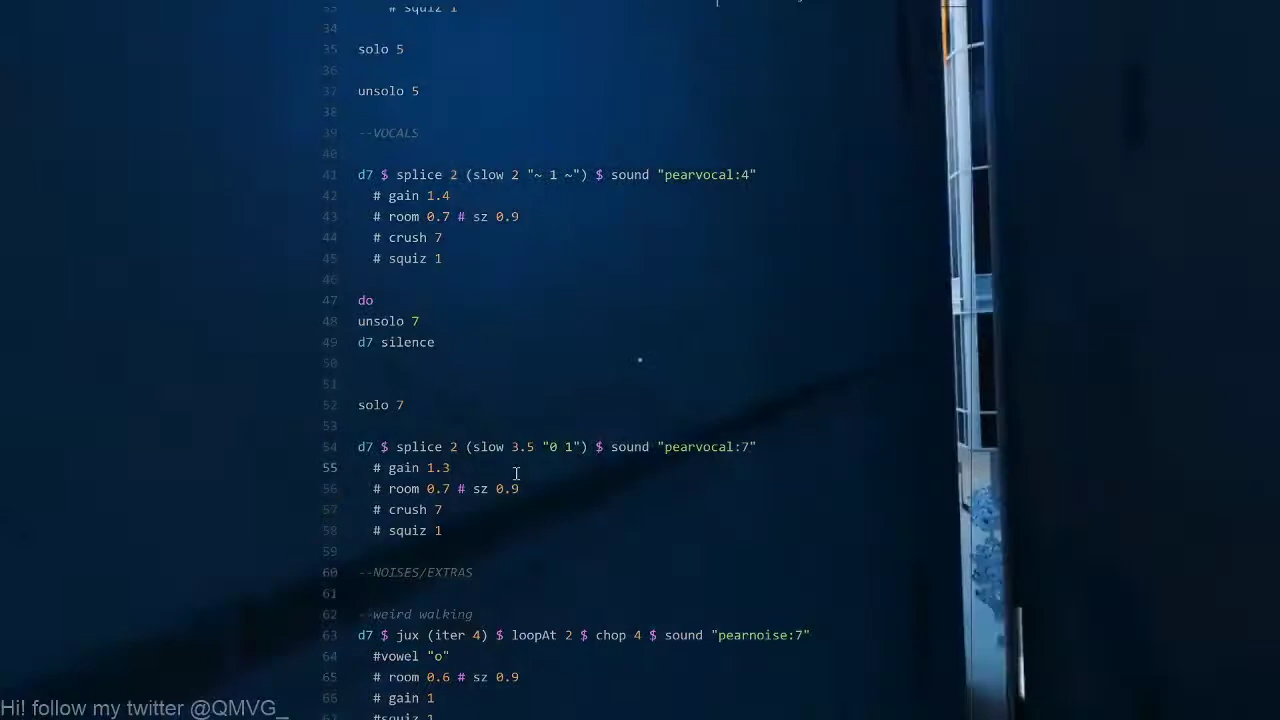 33 # squiz 1
34
35 solo 5
36
37 unsolo 5
38
39 --VOCALS
40
41 d7 $ splice 2 (slow 2 "~ 1 ~") $ sound "pearvocal:4"
42 # gain 1.4
43 # room 0.7 # sz 0.9
44 # crush 7
45 # squiz 1
46
47 do
48 unsolo 7
49 d7 silence
50
51
52 solo 7
53
54 d7 $ splice 2 (slow 3.5 "0 1") $ sound "pearvocal:7"
55 # gain 1.3
56 # room 0.7 # sz 0.9
57 # crush 7
58 # squiz 1
59
60 --NOISES/EXTRAS
61
62 --weird walking
63 d7 $ jux (iter 4) $ loopAt 2 $ chop 4 $ sound "pearnoise:7"
64 #vowel "o"
65 # room 0.6 # sz 0.9
66 # gain 1
67 #squiz 1
Hi! follow my twitter @QMVG_